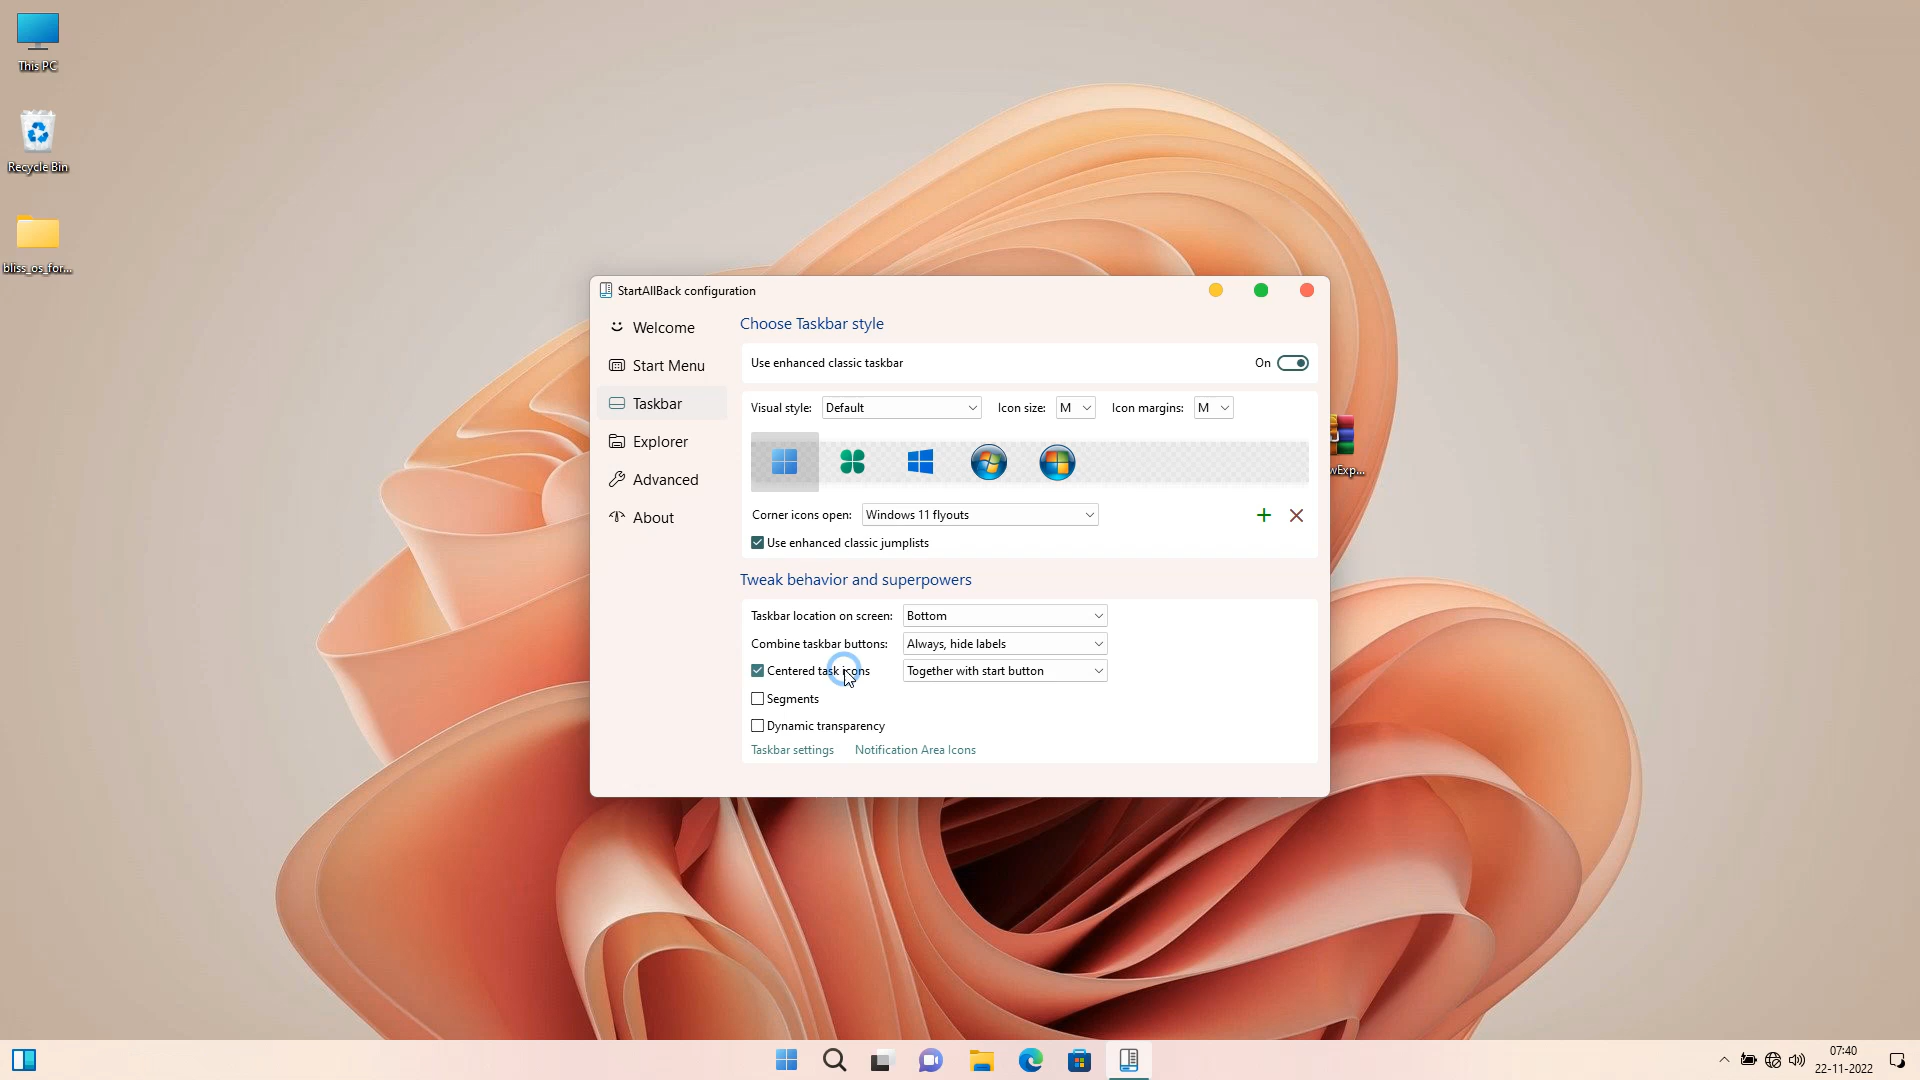 This PC
Recycle Bin
bliss_os_for...
StartAllBack configuration
Welcome
Start Menu
Taskbar
Explorer
Advanced
About
Choose Taskbar style
Use enhanced classic taskbar On
Visual style: Default Icon size: M Icon margins: M
Corner icons open: Windows 11 flyouts
Use enhanced classic jumplists
Tweak behavior and superpowers
Taskbar location on screen: Bottom
Combine taskbar buttons: Always, hide labels
Centered task icons Together with start button
Segments
Dynamic transparency
Taskbar settings Notification Area Icons
wExp...
07:40
22-11-2022